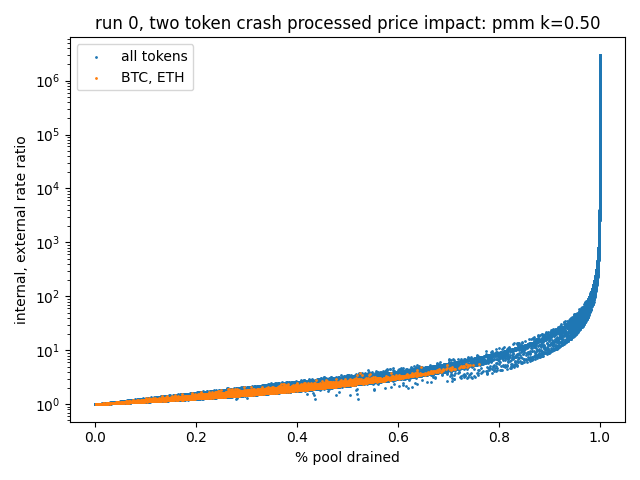 run 0, two token crash processed price impact: pmm k=0.50
all tokens
BTC, ETH
internal, external rate ratio
10^6
10^5
10^4
10^3
10^2
10^1
10^0
0.0 0.2 0.4 0.6 0.8 1.0
% pool drained